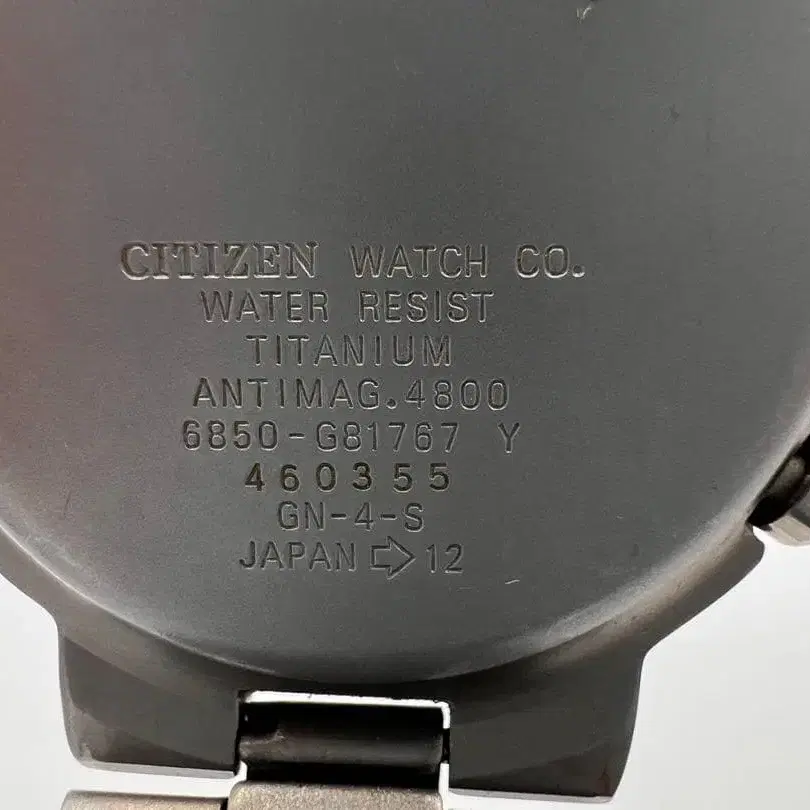 CITIZEN WATCH CO.
WATER RESIST
TITANIUM
ANTIMAG.4800
6850-G81767 Y
460355
GN-4-S
JAPAN ⇨12